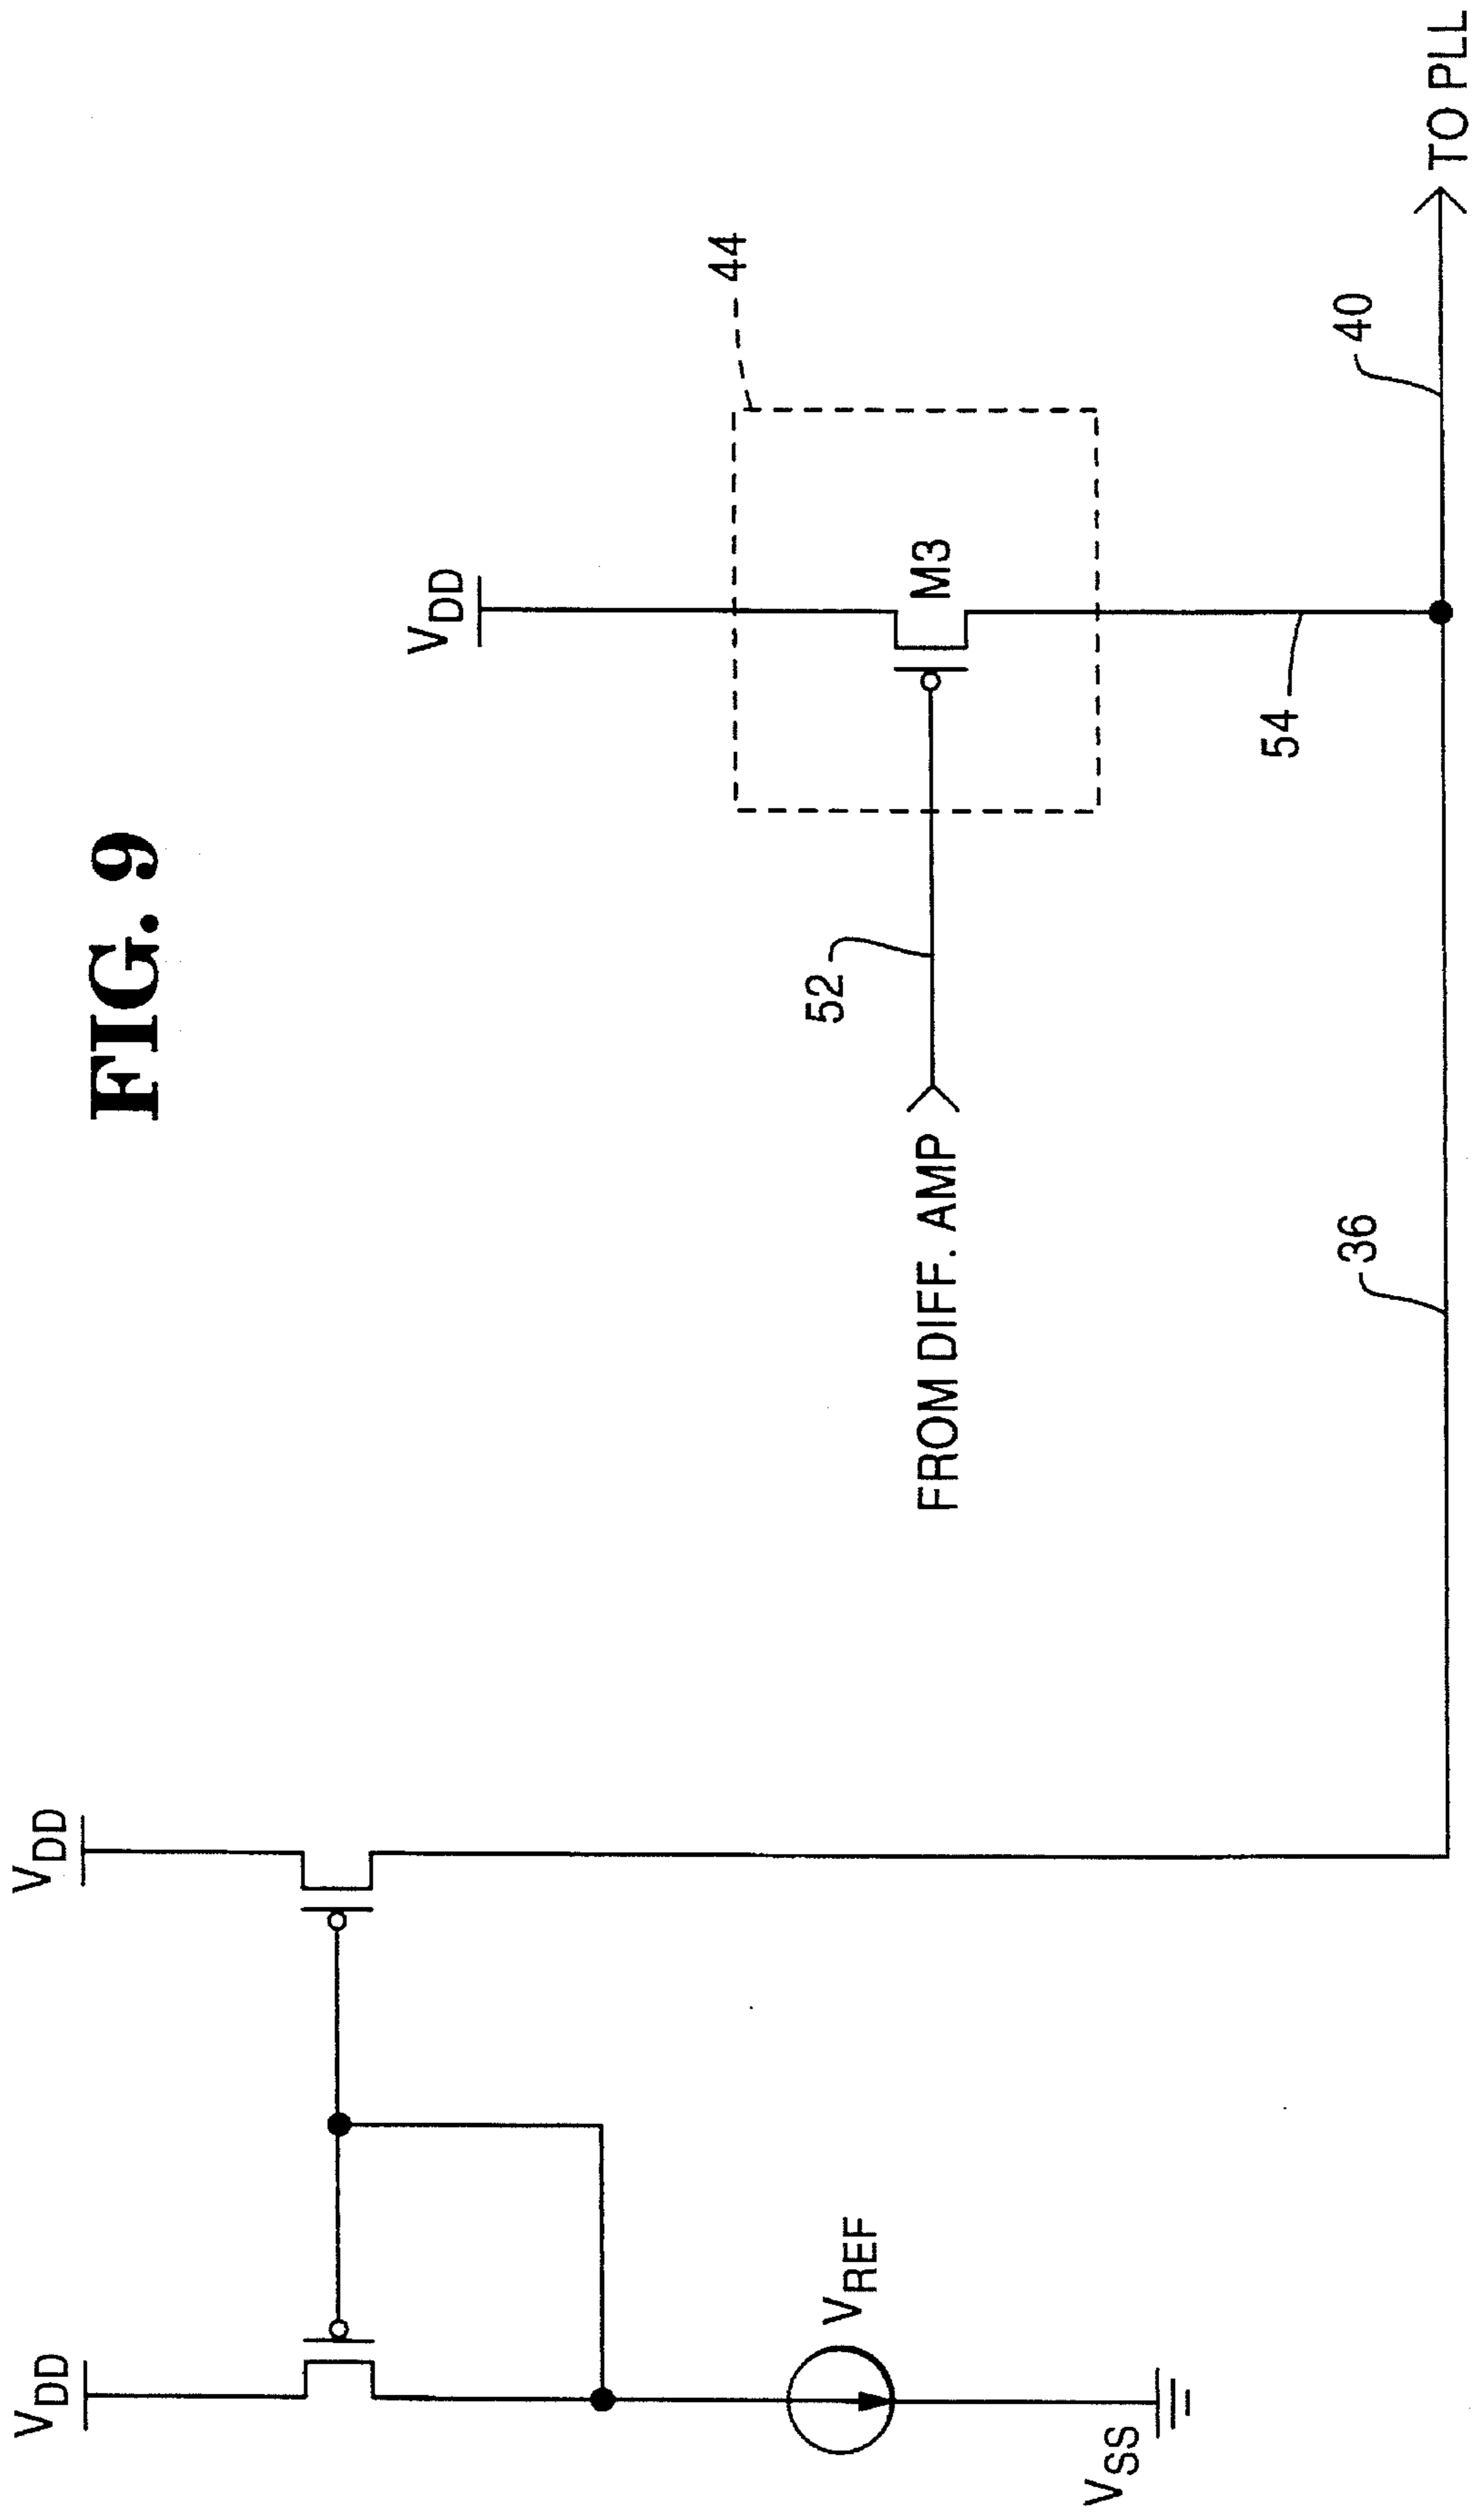 FIG. 9
VDD
VDD
VDD
44
M3
52
FROM DIFF. AMP
VREF
VSS
54
36
40
TO PLL